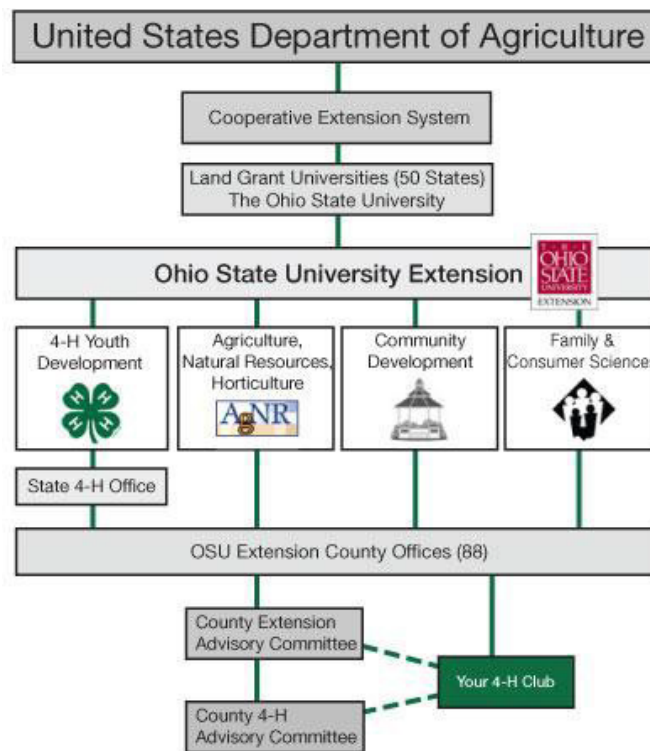 United States Department of Agriculture
Cooperative Extension System
Land Grant Universities (50 States)
The Ohio State University
Ohio State University Extension
T · H · E
OHIO
STATE
UNIVERSITY
EXTENSION
4-H Youth
Development
H H
H H
Agriculture,
Natural Resources,
Horticulture
AgNR
Community
Development
Family &
Consumer Sciences
State 4-H Office
OSU Extension County Offices (88)
County Extension
Advisory Committee
Your 4-H Club
County 4-H
Advisory Committee